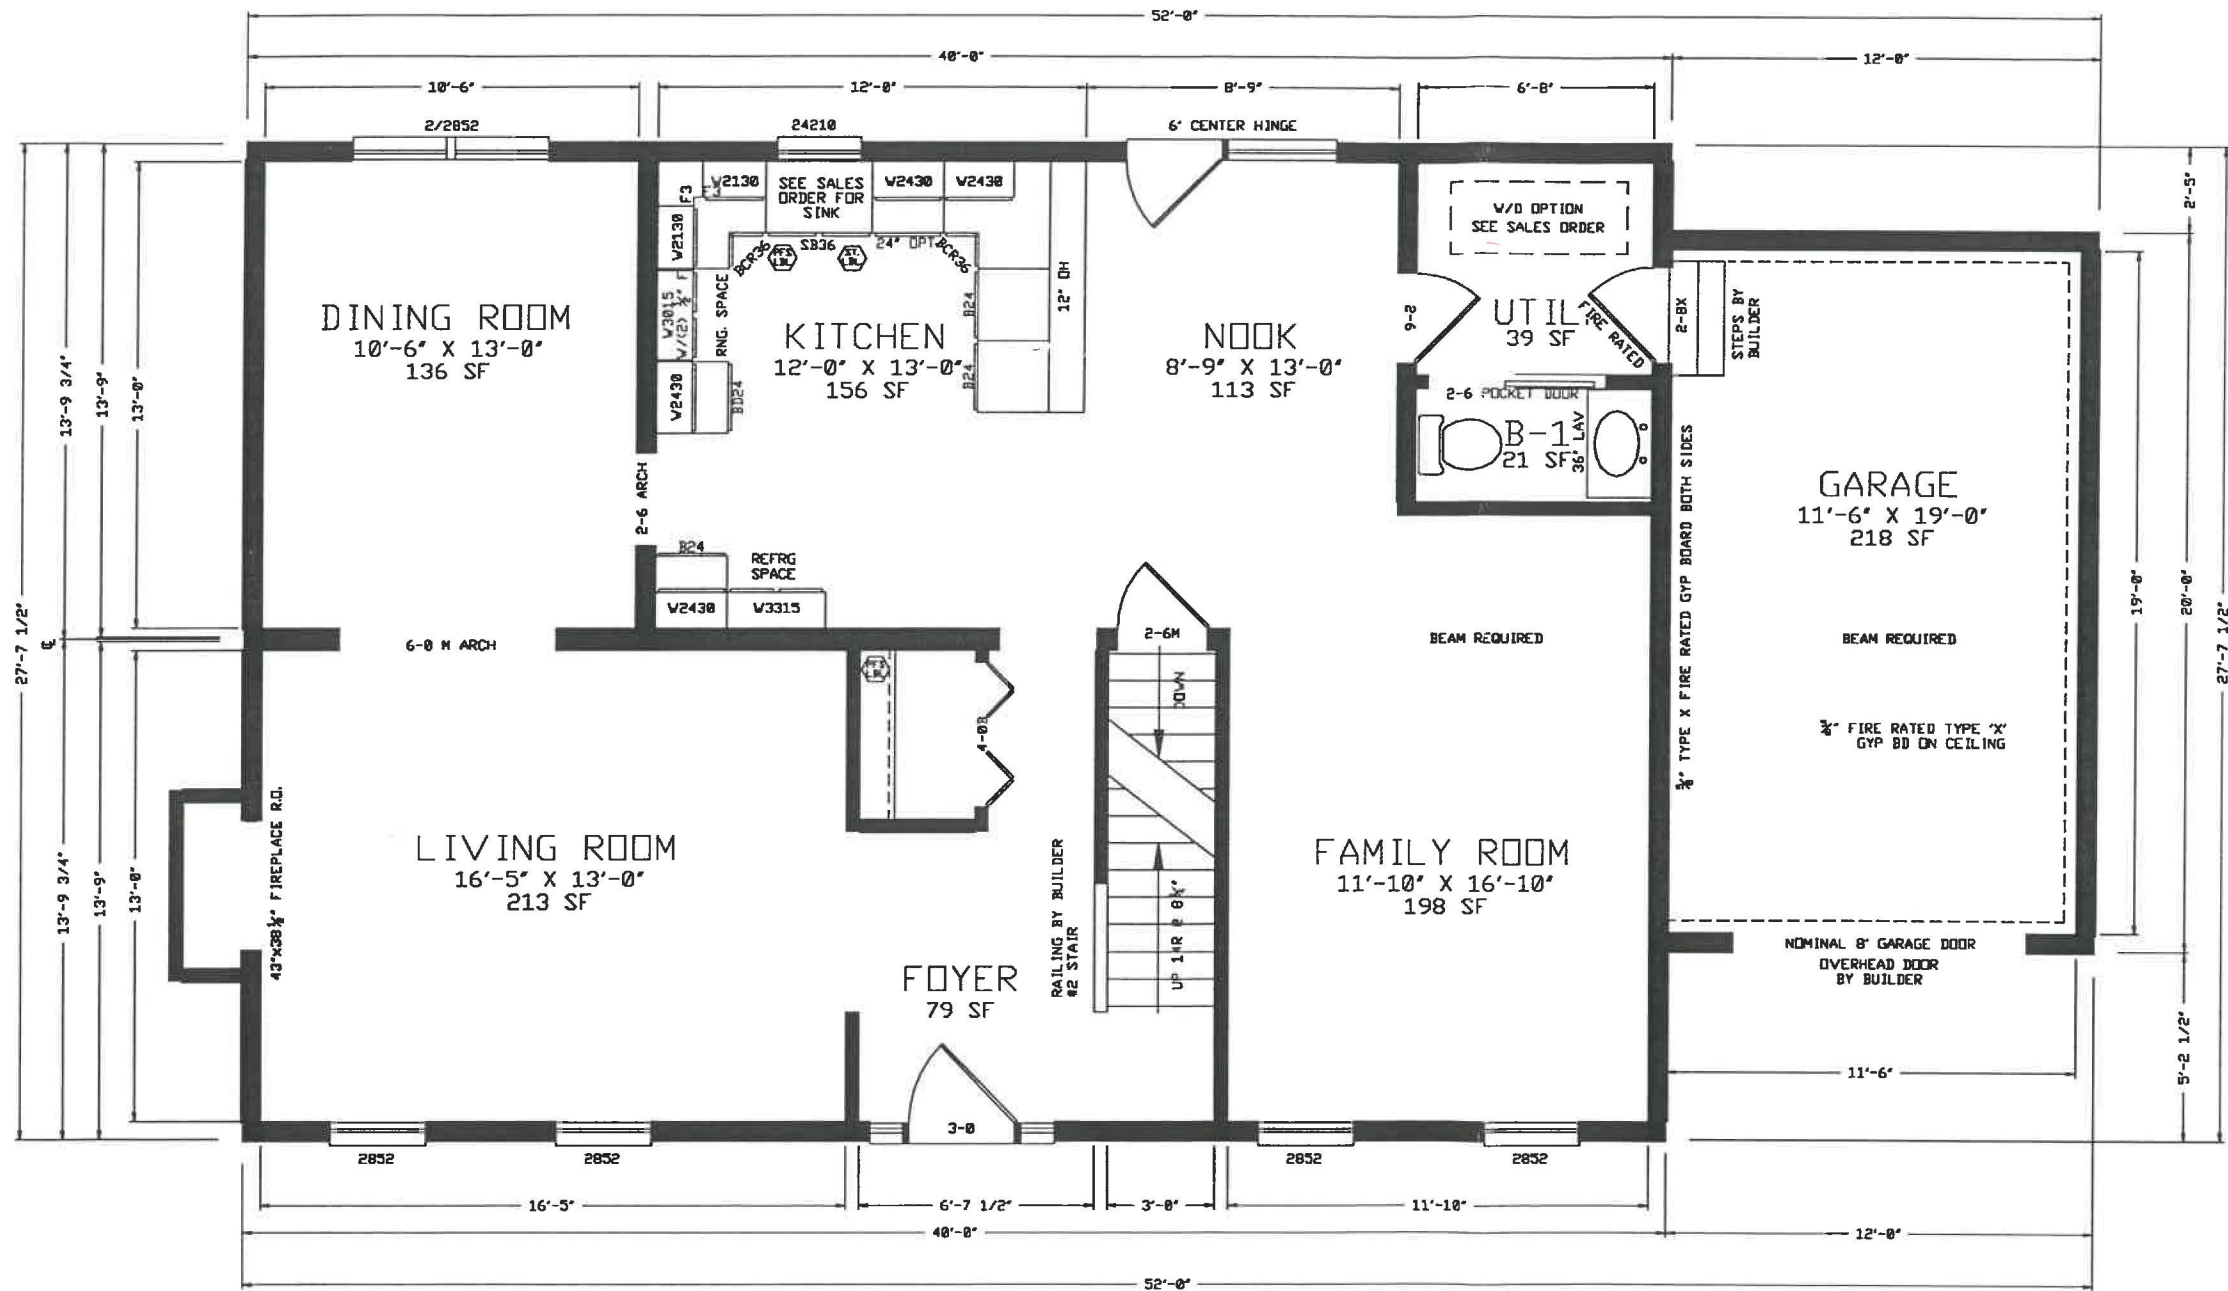 52'-0"
40'-0"
12'-0"
10'-6"
12'-0"
8'-9"
6'-8"
2/2852
24210
6' CENTER HINGE
W2130
SEE SALES
ORDER FOR
SINK
W2430
W2430
F3
F3
W2130
BCR36
PFS
LBL
SB36
ST.
LBL
24" OPT
BCR36
W/D OPTION
SEE SALES ORDER
2'-5"
RNG. SPACE
W2430
BD24
B24
B24
12" OH
DINING ROOM
10'-6" X 13'-0"
136 SF
KITCHEN
12'-0" X 13'-0"
156 SF
NOOK
8'-9" X 13'-0"
113 SF
UTIL
39 SF
FIRE RATED
2-8X
STEPS BY
BUILDER
2-6
2-6 POCKET DOOR
B-1
21 SF
36" LAV
GARAGE
11'-6" X 19'-0"
218 SF
27'-7 1/2"
13'-9 3/4"
13'-9"
13'-0"
2-6 ARCH
B24
REFRG
SPACE
W2430
W3315
6-0 M ARCH
2-6M
BEAM REQUIRED
BEAM REQUIRED
19'-0"
20'-0"
27'-7 1/2"
DOWN
4-0B
5/8" TYPE X FIRE RATED GYP BOARD BOTH SIDES
FIRE RATED TYPE 'X'
GYP BD ON CEILING
13'-9 3/4"
13'-9"
13'-0"
FIREPLACE R.O.
LIVING ROOM
16'-5" X 13'-0"
213 SF
FOYER
79 SF
RAILING BY BUILDER
#2 STAIR
UP 14R @
FAMILY ROOM
11'-10" X 16'-10"
198 SF
NOMINAL 8' GARAGE DOOR
OVERHEAD DOOR
BY BUILDER
11'-6"
5'-2 1/2"
3-0
2852
2852
2852
2852
16'-5"
6'-7 1/2"
3'-0"
11'-10"
40'-0"
12'-0"
52'-0"